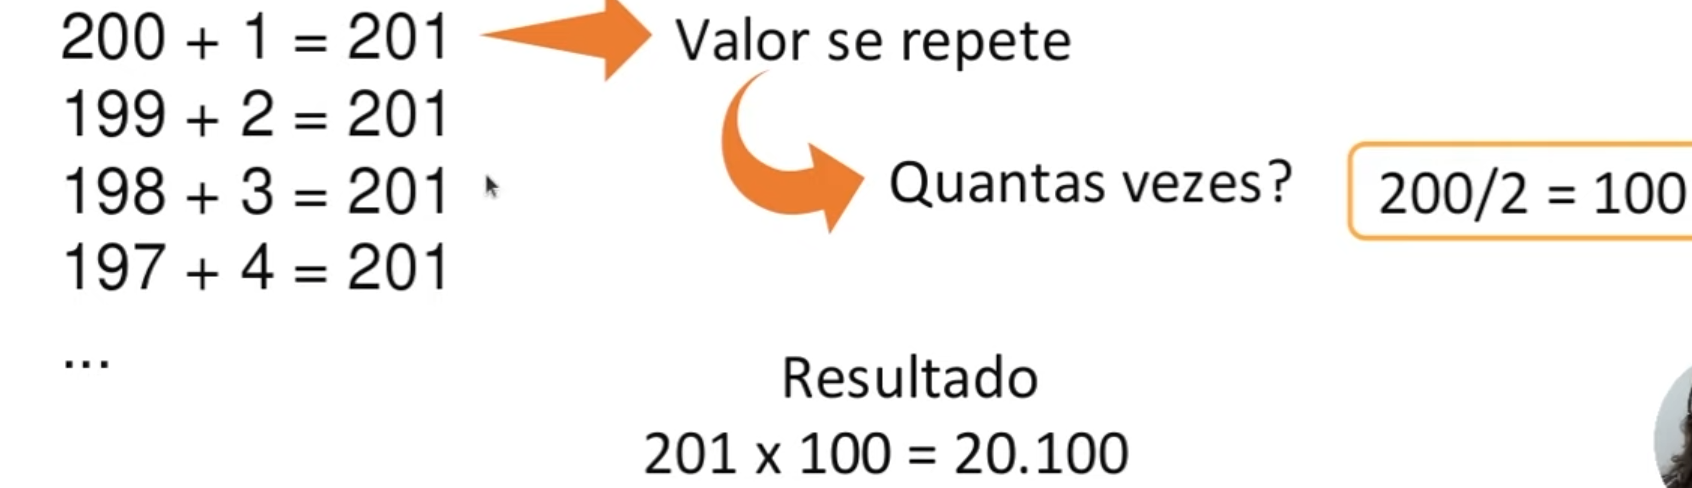 200 + 1 = 201
Valor se repete
199 + 2 = 201
198 + 3 = 201
Quantas vezes?
200/2 = 100
197 + 4 = 201
...
Resultado
201 x 100 = 20.100